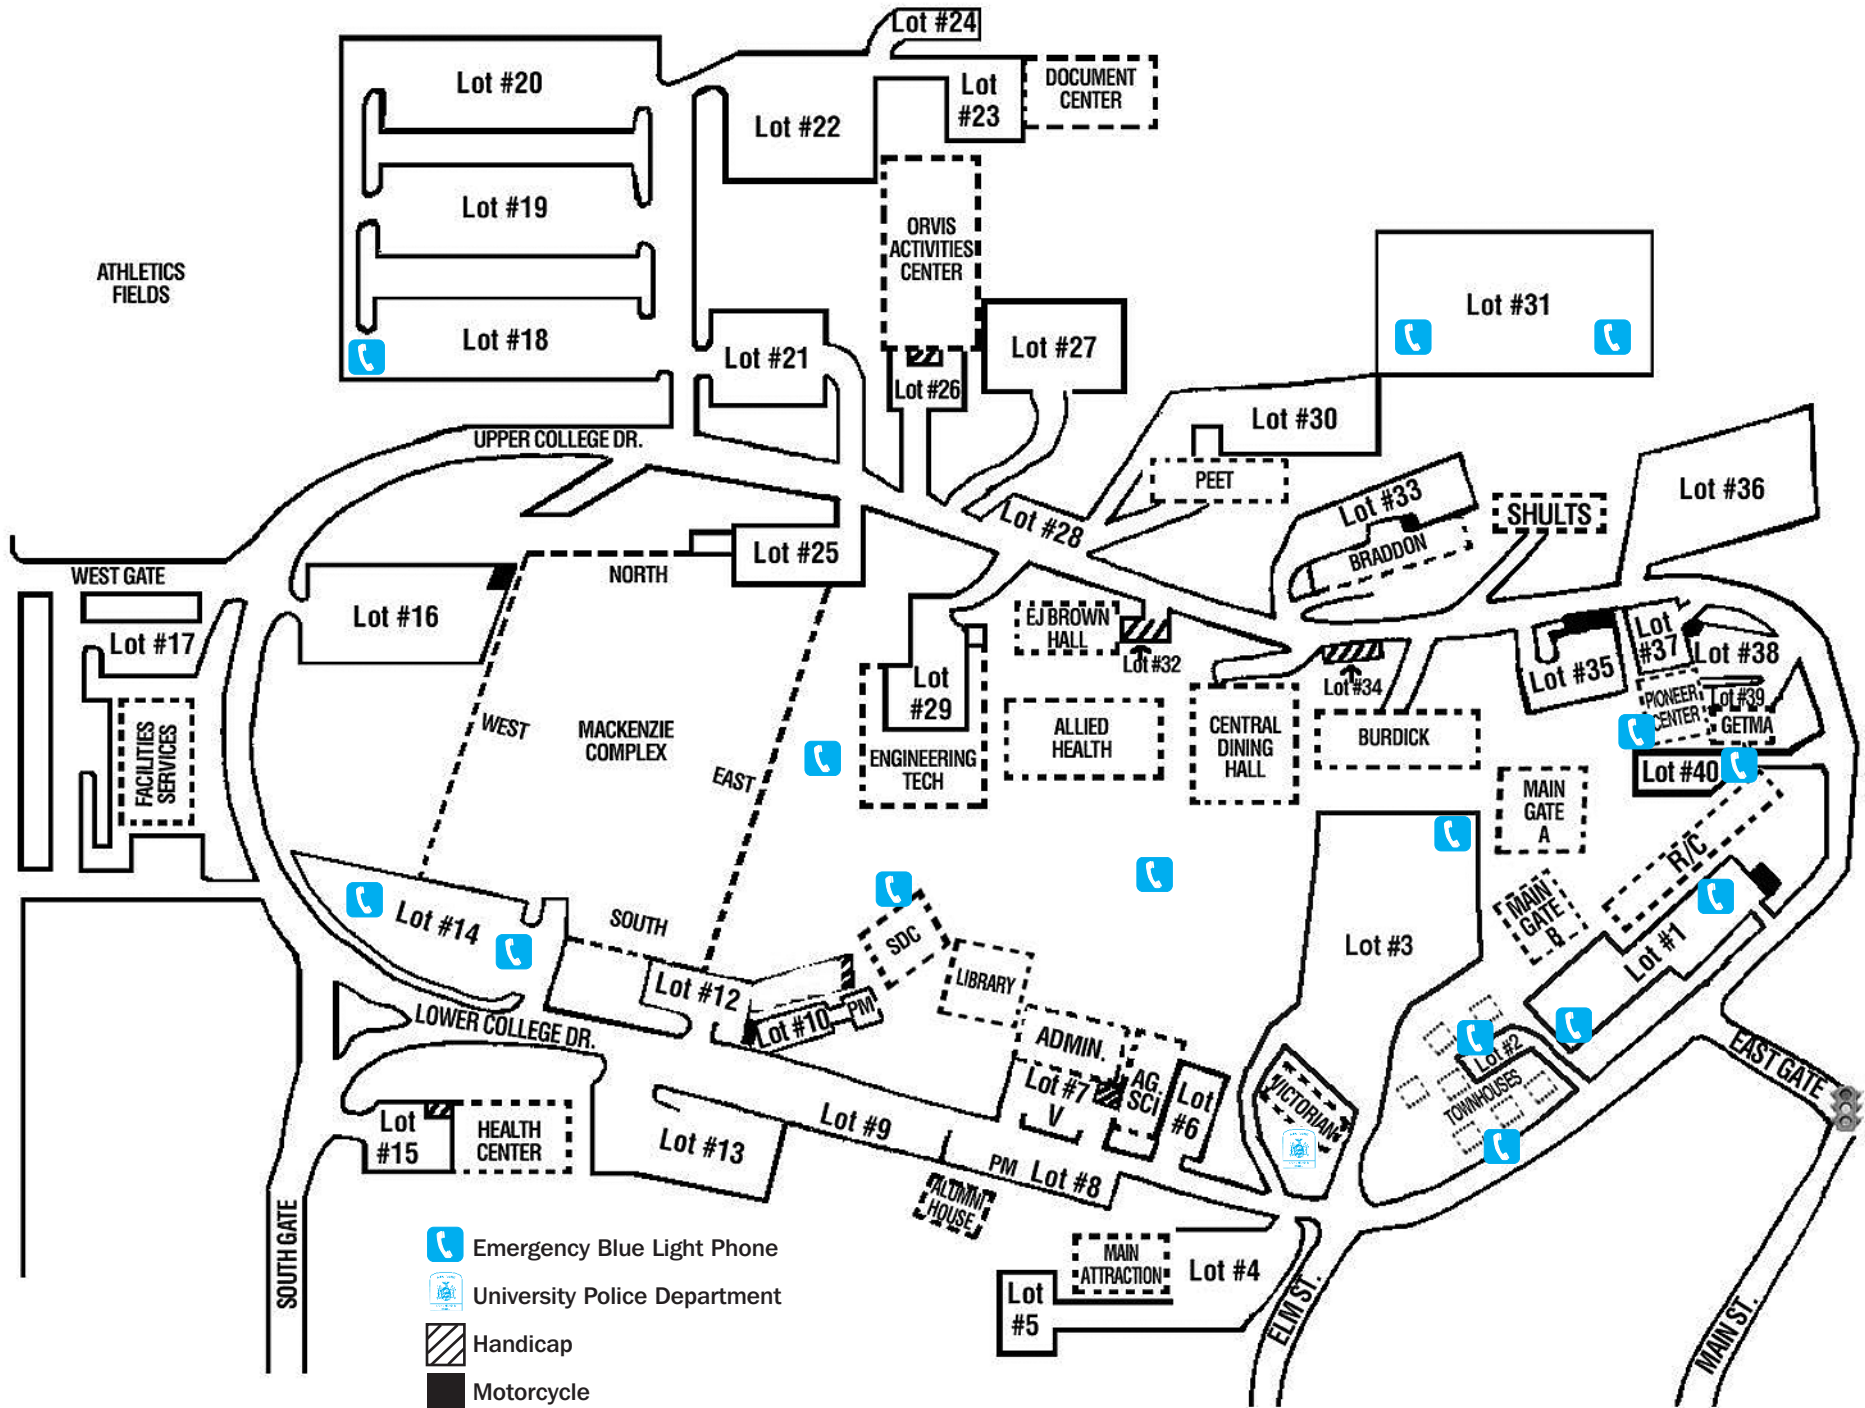 Lot #24
Lot #20
DOCUMENT
CENTER
Lot
#23
Lot #22
Lot #19
ORVIS
ACTIVITIES
CENTER
ATHLETICS
FIELDS
Lot #31
Lot #18
Lot #21
Lot #27
Lot #26
Lot #30
UPPER COLLEGE DR.
PEET
Lot #33
Lot #36
SHULTS
Lot #28
BRADDON
Lot #25
WEST GATE
NORTH
Lot #16
EJ BROWN
HALL
Lot #17
Lot #32
Lot
#37
Lot #38
Lot #35
Lot #34
Lot
#29
Lot #39
PIONEER
CENTER
GETMA
WEST
MACKENZIE
COMPLEX
ALLIED
HEALTH
CENTRAL
DINING
HALL
BURDICK
FACILITIES
SERVICES
ENGINEERING
TECH
EAST
Lot #40
MAIN
GATE
A
R/C
Lot #14
SOUTH
SDC
MAIN
GATE
B
Lot #3
Lot #1
LIBRARY
Lot #12
PM
Lot #10
LOWER COLLEGE DR.
ADMIN.
Lot #2
EAST GATE
TOWNHOUSES
Lot #7
V
AG
SCI
Lot
#6
VICTORIAN
Lot #9
Lot
#15
HEALTH
CENTER
Lot #13
PM Lot #8
ALUMNI
HOUSE
SOUTH GATE
MAIN
ATTRACTION
Lot #4
Lot
#5
ELM ST.
MAIN ST.
Emergency Blue Light Phone
University Police Department
Handicap
Motorcycle